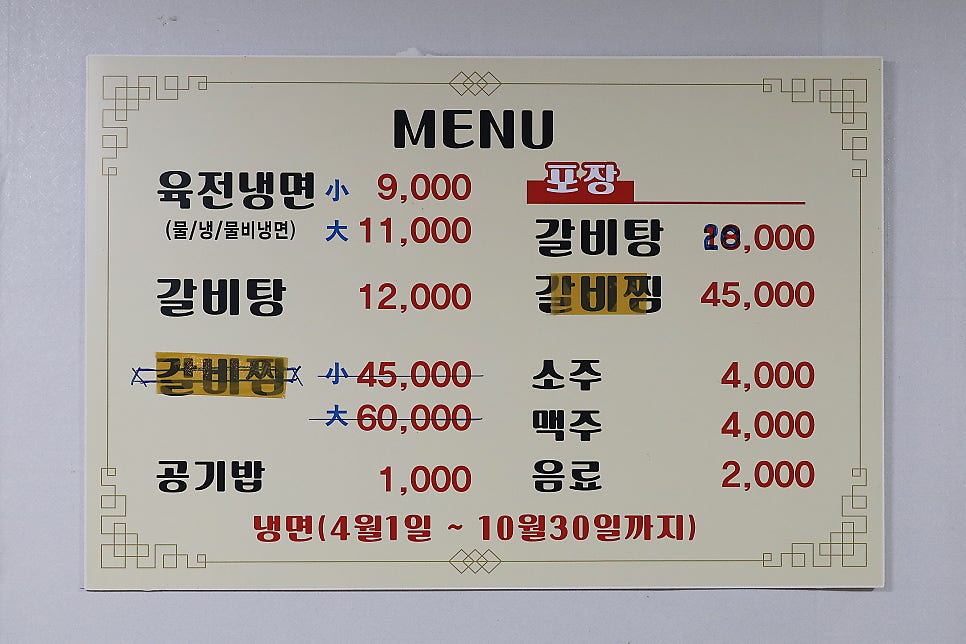 MENU
육전냉면 小 9,000
(물/냉/물비냉면) 大 11,000
갈비탕 12,000
갈비찜 小 45,000
大 60,000
공기밥 1,000
포장
갈비탕 ,000
갈비찜 45,000
소주 4,000
맥주 4,000
음료 2,000
냉면(4월1일 ~ 10월30일까지)